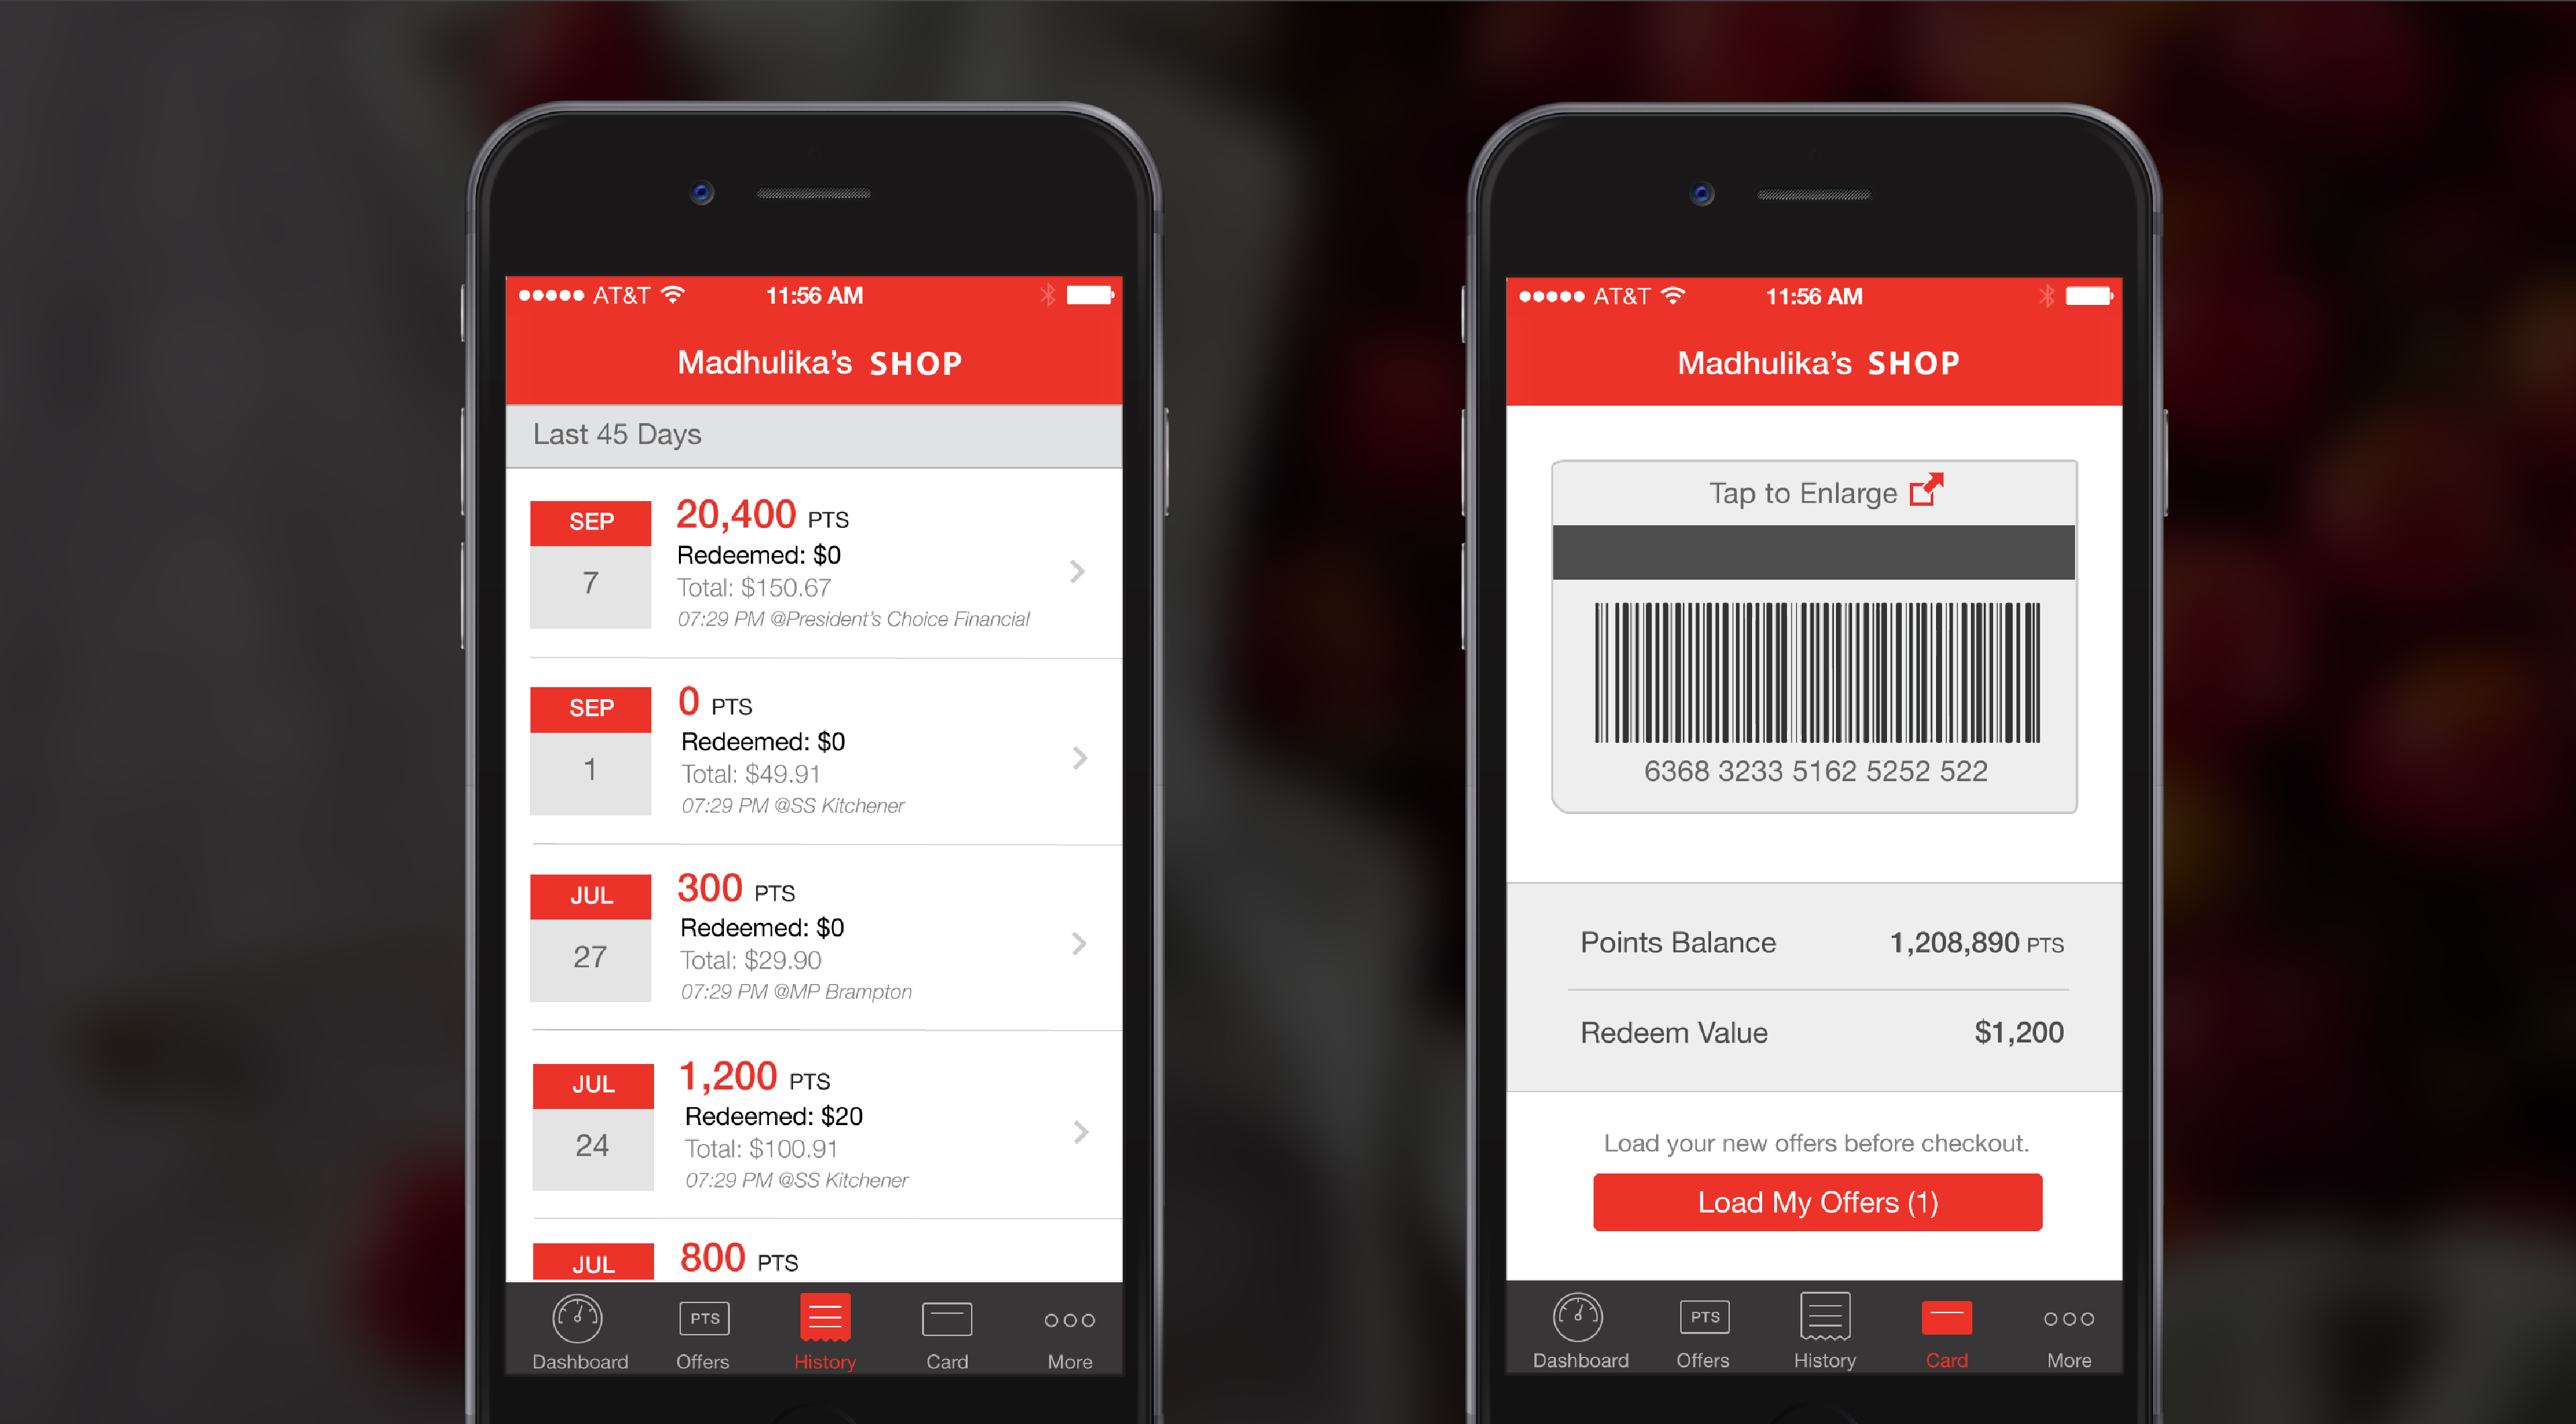 AT&T 11:56 AM
Madhulika’s SHOP
Last 45 Days
SEP
7
20,400 PTS
Redeemed: $0
Total: $150.67
07:29 PM @President’s Choice Financial
SEP
1
0 PTS
Redeemed: $0
Total: $49.91
07:29 PM @SS Kitchener
JUL
27
300 PTS
Redeemed: $0
Total: $29.90
07:29 PM @MP Brampton
JUL
24
1,200 PTS
Redeemed: $20
Total: $100.91
07:29 PM @SS Kitchener
JUL
800 PTS
PTS
Dashboard Offers History Card More
AT&T 11:56 AM
Madhulika’s SHOP
Tap to Enlarge
6368 3233 5162 5252 522
Points Balance 1,208,890 PTS
Redeem Value $1,200
Load your new offers before checkout.
Load My Offers (1)
PTS
Dashboard Offers History Card More